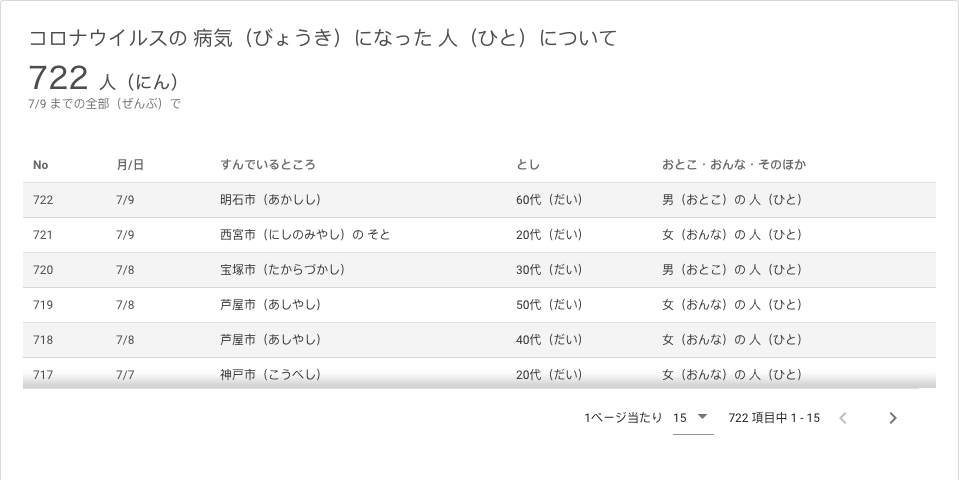 コロナウイルスの 病気（びょうき）になった 人（ひと）について
722 人（にん）
7/9 までの全部（ぜんぶ）で
No 月/日 すんでいるところ とし おとこ・おんな・そのほか
722 7/9 明石市（あかしし） 60代（だい） 男（おとこ）の 人（ひと）
721 7/9 西宮市（にしのみやし）の そと 20代（だい） 女（おんな）の 人（ひと）
720 7/8 宝塚市（たからづかし） 30代（だい） 男（おとこ）の 人（ひと）
719 7/8 芦屋市（あしやし） 50代（だい） 女（おんな）の 人（ひと）
718 7/8 芦屋市（あしやし） 40代（だい） 女（おんな）の 人（ひと）
717 7/7 神戸市（こうべし） 20代（だい） 女（おんな）の 人（ひと）
1ページ当たり 15 722 項目中 1 - 15